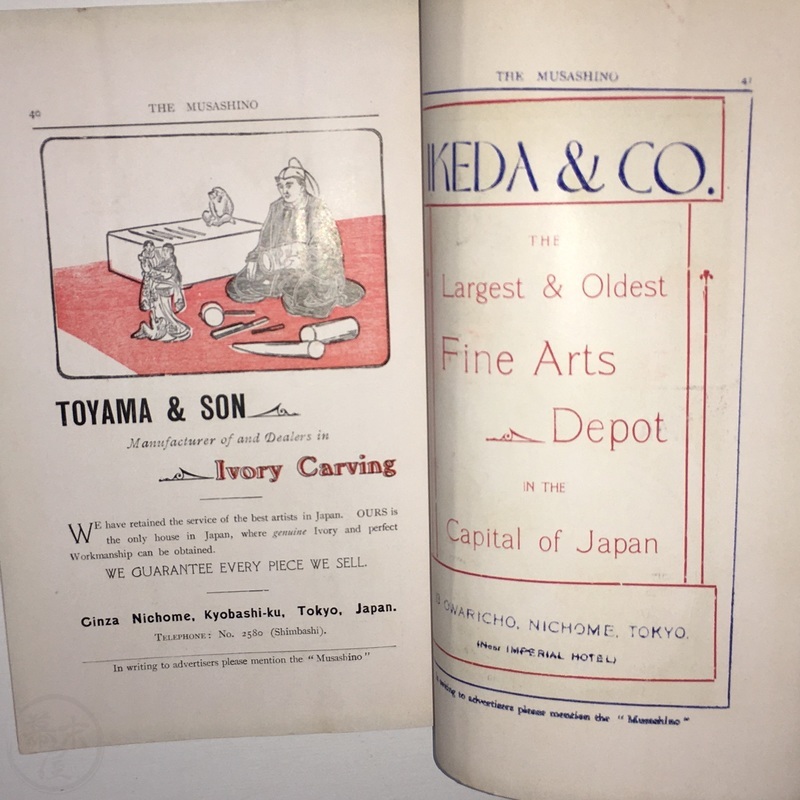 40
THE MUSASHINO
TOYAMA & SON
Manufacturer of and Dealers in
Ivory Carving
WE have retained the service of the best artists in Japan. OURS is
the only house in Japan, where genuine Ivory and perfect
Workmanship can be obtained.
WE GUARANTEE EVERY PIECE WE SELL.
Ginza Nichome, Kyobashi-ku, Tokyo, Japan.
TELEPHONE: No. 2580 (Shimbashi).
In writing to advertisers please mention the "Musashino"
THE MUSASHINO
41
IKEDA & CO.
THE
Largest & Oldest
Fine Arts
Depot
IN THE
Capital of Japan
OWARICHO, NICHOME, TOKYO.
(Near IMPERIAL HOTEL)
writing to advertisers please mention the "Musashino"